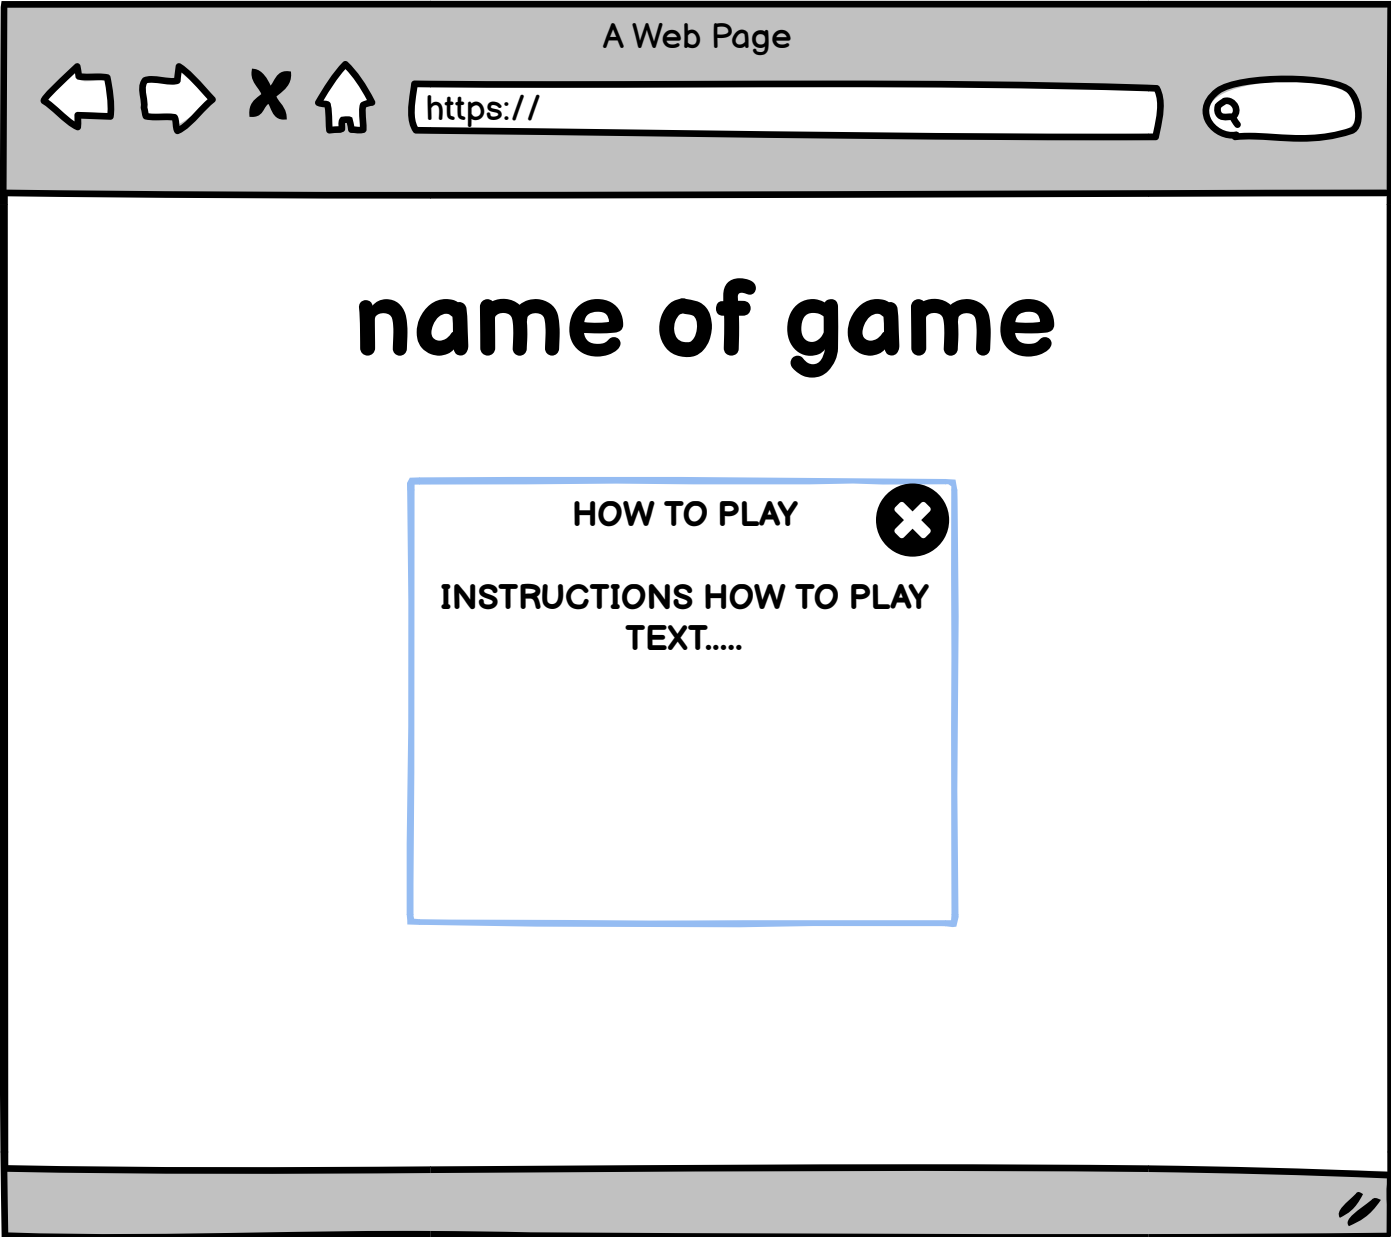 A Web Page
https://
name of game
HOW TO PLAY
INSTRUCTIONS HOW TO PLAY
TEXT.....